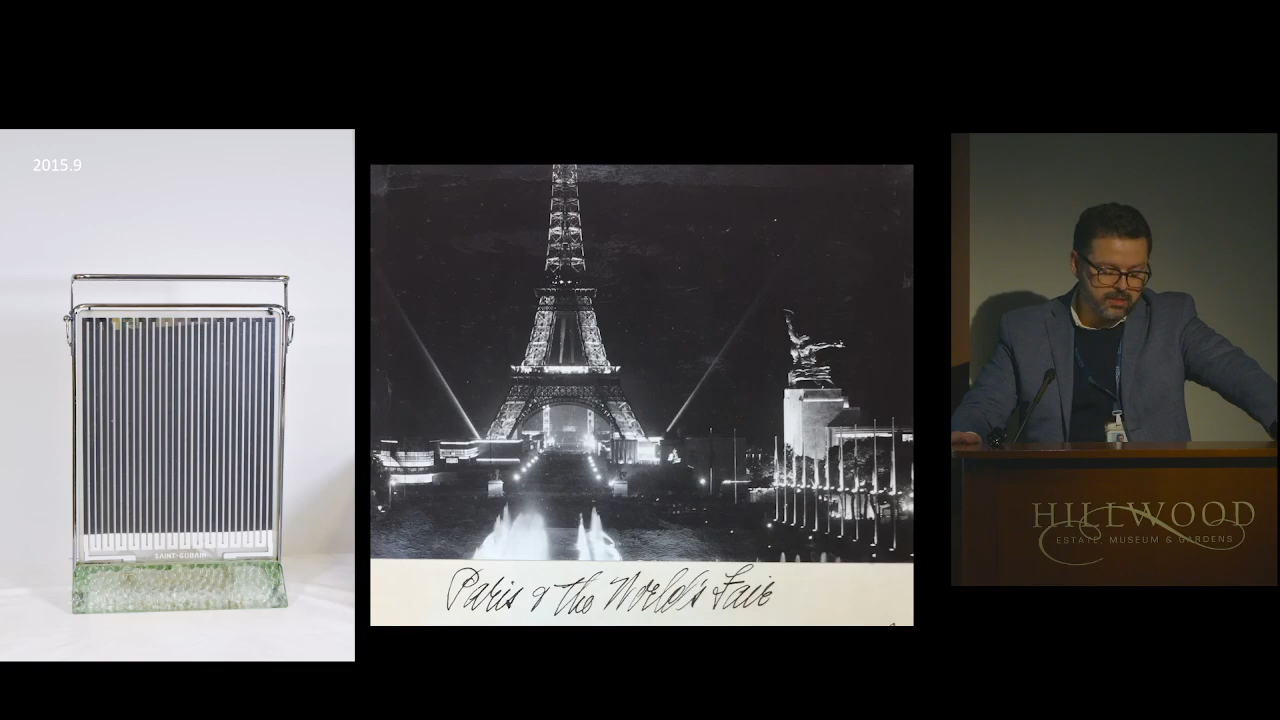 2015.9
SAINT-GOBAIN
Paris & the World's Fair
HILLWOOD
ESTATE, MUSEUM & GARDENS